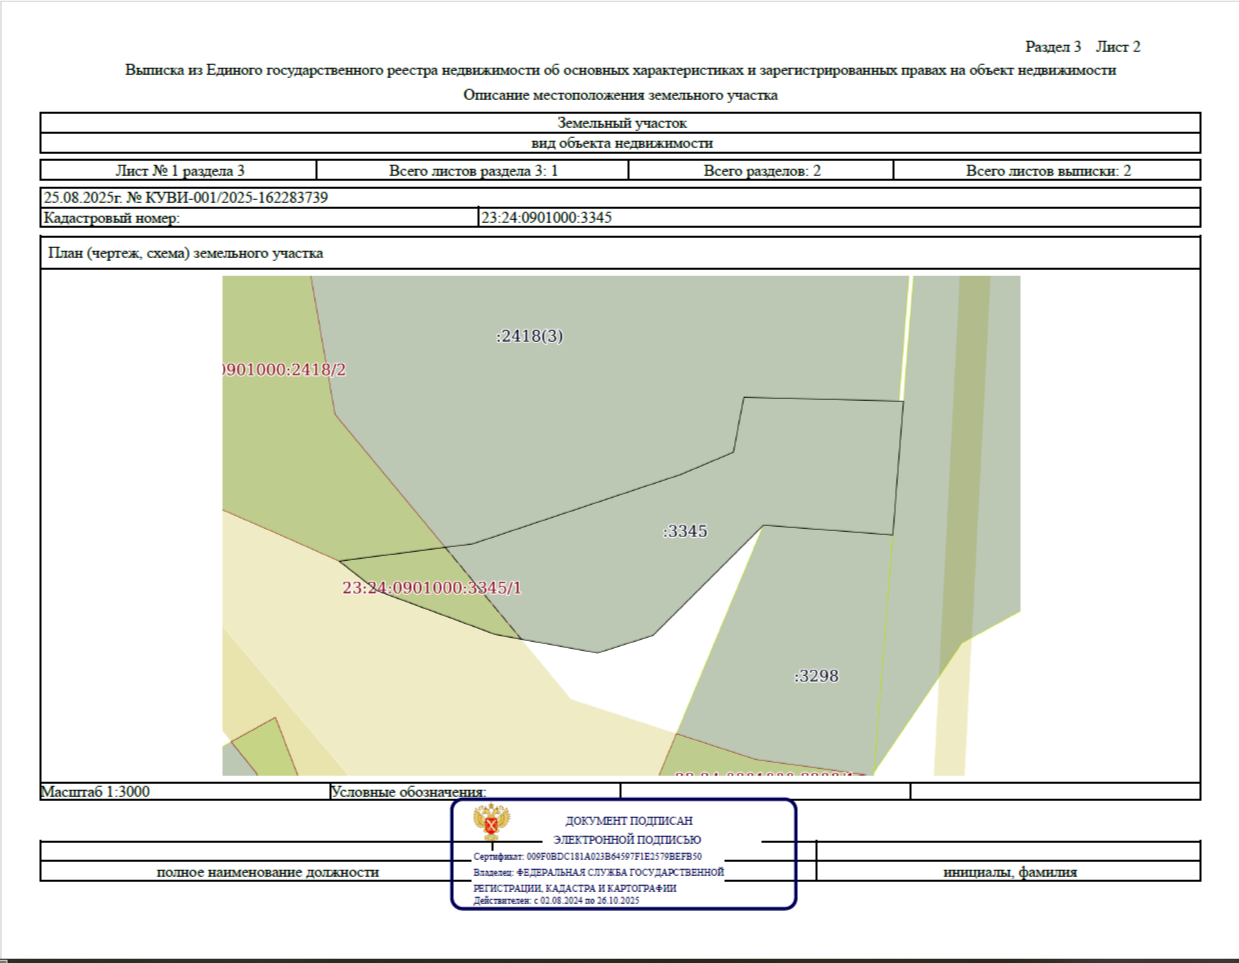 Раздел 3 Лист 2
Выписка из Единого государственного реестра недвижимости об основных характеристиках и зарегистрированных правах на объект недвижимости
Описание местоположения земельного участка
Земельный участок
вид объекта недвижимости
Лист № 1 раздела 3 Всего листов раздела 3: 1 Всего разделов: 2 Всего листов выписки: 2
25.08.2025г. № КУВИ-001/2025-162283739
Кадастровый номер: 23:24:0901000:3345
План (чертеж, схема) земельного участка
:2418(3)
0901000:2418/2
:3345
23:24:0901000:3345/1
:3298
Масштаб 1:3000 Условные обозначения:
ДОКУМЕНТ ПОДПИСАН
ЭЛЕКТРОННОЙ ПОДПИСЬЮ
Сертификат: 009F0BDC181A023B64597F1E2579BEFB50
Владелец: ФЕДЕРАЛЬНАЯ СЛУЖБА ГОСУДАРСТВЕННОЙ
РЕГИСТРАЦИИ, КАДАСТРА И КАРТОГРАФИИ
Действителен: с 02.08.2024 по 26.10.2025
полное наименование должности инициалы, фамилия